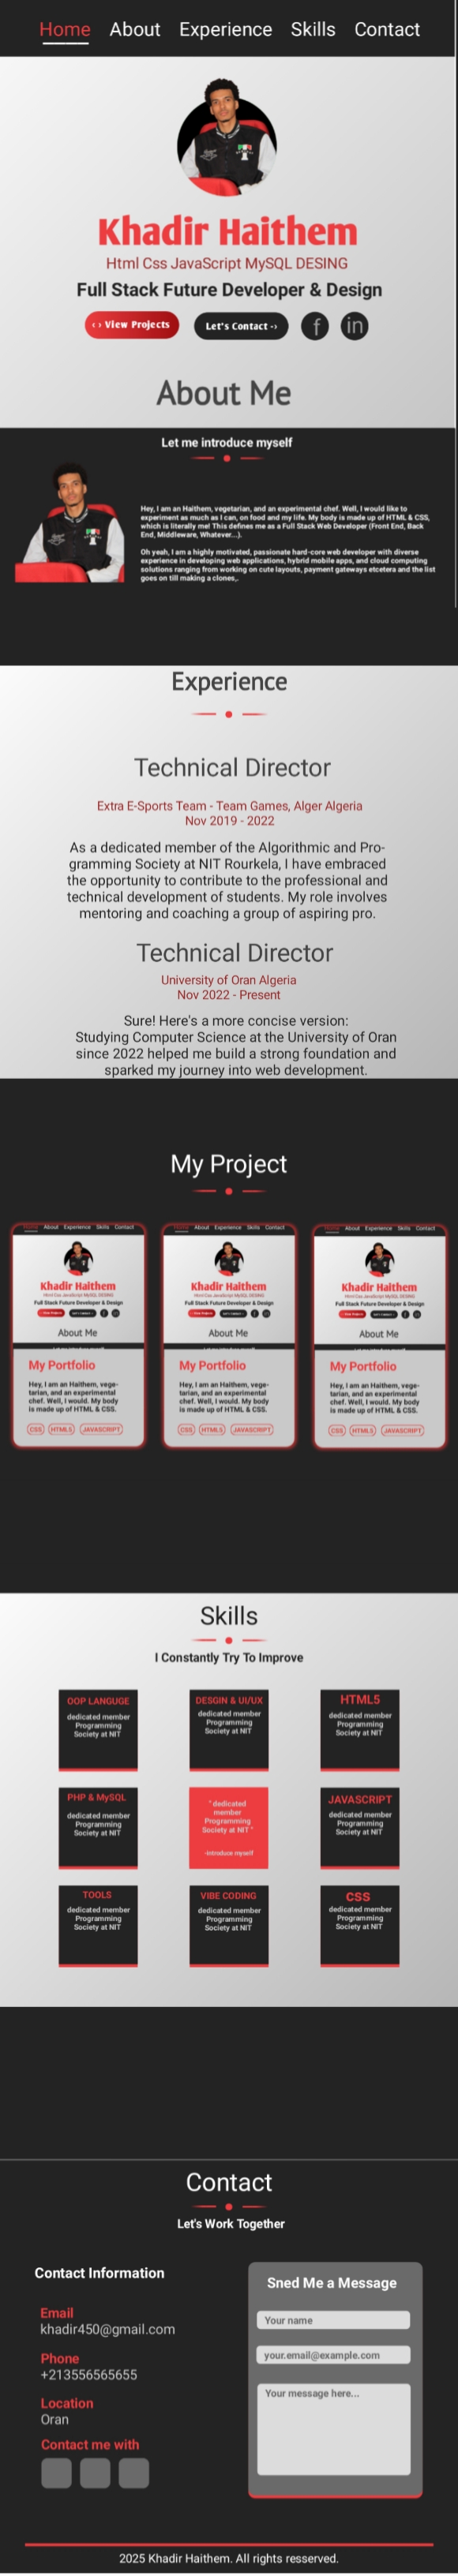 Home About Experience Skills Contact
Khadir Haithem
Html Css JavaScript MySQL DESING
Full Stack Future Developer & Design
‹ › View Projects
Let's Contact -›
f
in
About Me
Let me introduce myself
Hey, I am an Haithem, vegetarian, and an experimental chef. Well, I would like to
experiment as much as I can, on food and my life. My body is made up of HTML & CSS,
which is literally me! This defines me as a Full Stack Web Developer (Front End, Back
End, Middleware, Whatever...).
Oh yeah, I am a highly motivated, passionate hard-core web developer with diverse
experience in developing web applications, hybrid mobile apps, and cloud computing
solutions ranging from working on cute layouts, payment gateways etcetera and the list
goes on till making a clones,.
Experience
Technical Director
Extra E-Sports Team - Team Games, Alger Algeria
Nov 2019 - 2022
As a dedicated member of the Algorithmic and Pro-
gramming Society at NIT Rourkela, I have embraced
the opportunity to contribute to the professional and
technical development of students. My role involves
mentoring and coaching a group of aspiring pro.
Technical Director
University of Oran Algeria
Nov 2022 - Present
Sure! Here's a more concise version:
Studying Computer Science at the University of Oran
since 2022 helped me build a strong foundation and
sparked my journey into web development.
My Project
Home About Experience Skills Contact
Khadir Haithem
Html Css JavaScript MySQL DESING
Full Stack Future Developer & Design
About Me
My Portfolio
Hey, I am an Haithem, vege-
tarian, and an experimental
chef. Well, I would. My body
is made up of HTML & CSS.
CSS HTML5 JAVASCRIPT
Home About Experience Skills Contact
Khadir Haithem
Html Css JavaScript MySQL DESING
Full Stack Future Developer & Design
About Me
My Portfolio
Hey, I am an Haithem, vege-
tarian, and an experimental
chef. Well, I would. My body
is made up of HTML & CSS.
CSS HTML5 JAVASCRIPT
Home About Experience Skills Contact
Khadir Haithem
Html Css JavaScript MySQL DESING
Full Stack Future Developer & Design
About Me
My Portfolio
Hey, I am an Haithem, vege-
tarian, and an experimental
chef. Well, I would. My body
is made up of HTML & CSS.
CSS HTML5 JAVASCRIPT
Skills
I Constantly Try To Improve
OOP LANGUGE
dedicated member
Programming
Society at NIT
DESGIN & UI/UX
dedicated member
Programming
Society at NIT
HTML5
dedicated member
Programming
Society at NIT
PHP & MySQL
dedicated member
Programming
Society at NIT
" dedicated
member
Programming
Society at NIT "
-introduce myself
JAVASCRIPT
dedicated member
Programming
Society at NIT
TOOLS
dedicated member
Programming
Society at NIT
VIBE CODING
dedicated member
Programming
Society at NIT
CSS
dedicated member
Programming
Society at NIT
Contact
Let's Work Together
Contact Information
Email
khadir450@gmail.com
Phone
+213556565655
Location
Oran
Contact me with
Sned Me a Message
Your name
your.email@example.com
Your message here...
2025 Khadir Haithem. All rights resserved.